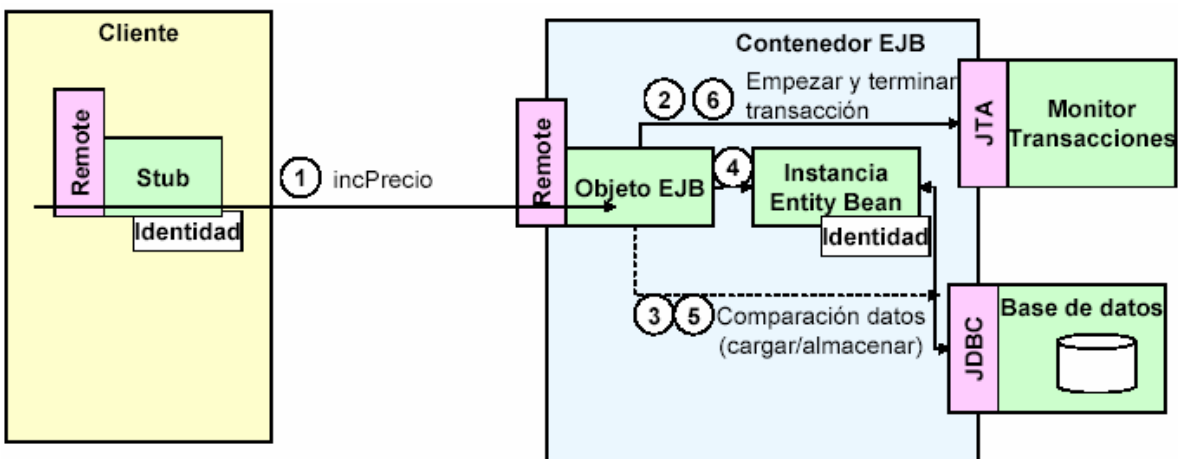 Cliente
Remote
Stub
Identidad
1 incPrecio
Contenedor EJB
2 6 Empezar y terminar
transacción
Remote
Objeto EJB
4
Instancia
Entity Bean
Identidad
JTA
Monitor
Transacciones
3 5 Comparación datos
(cargar/almacenar)
JDBC
Base de datos